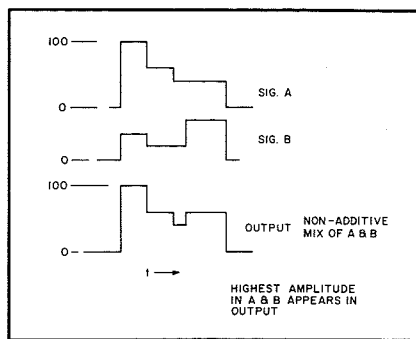 100
0
SIG. A
SIG. B
0
100
OUTPUT NON-ADDITIVE
MIX OF A & B
0
t
HIGHEST AMPLITUDE
IN A & B APPEARS IN
OUTPUT